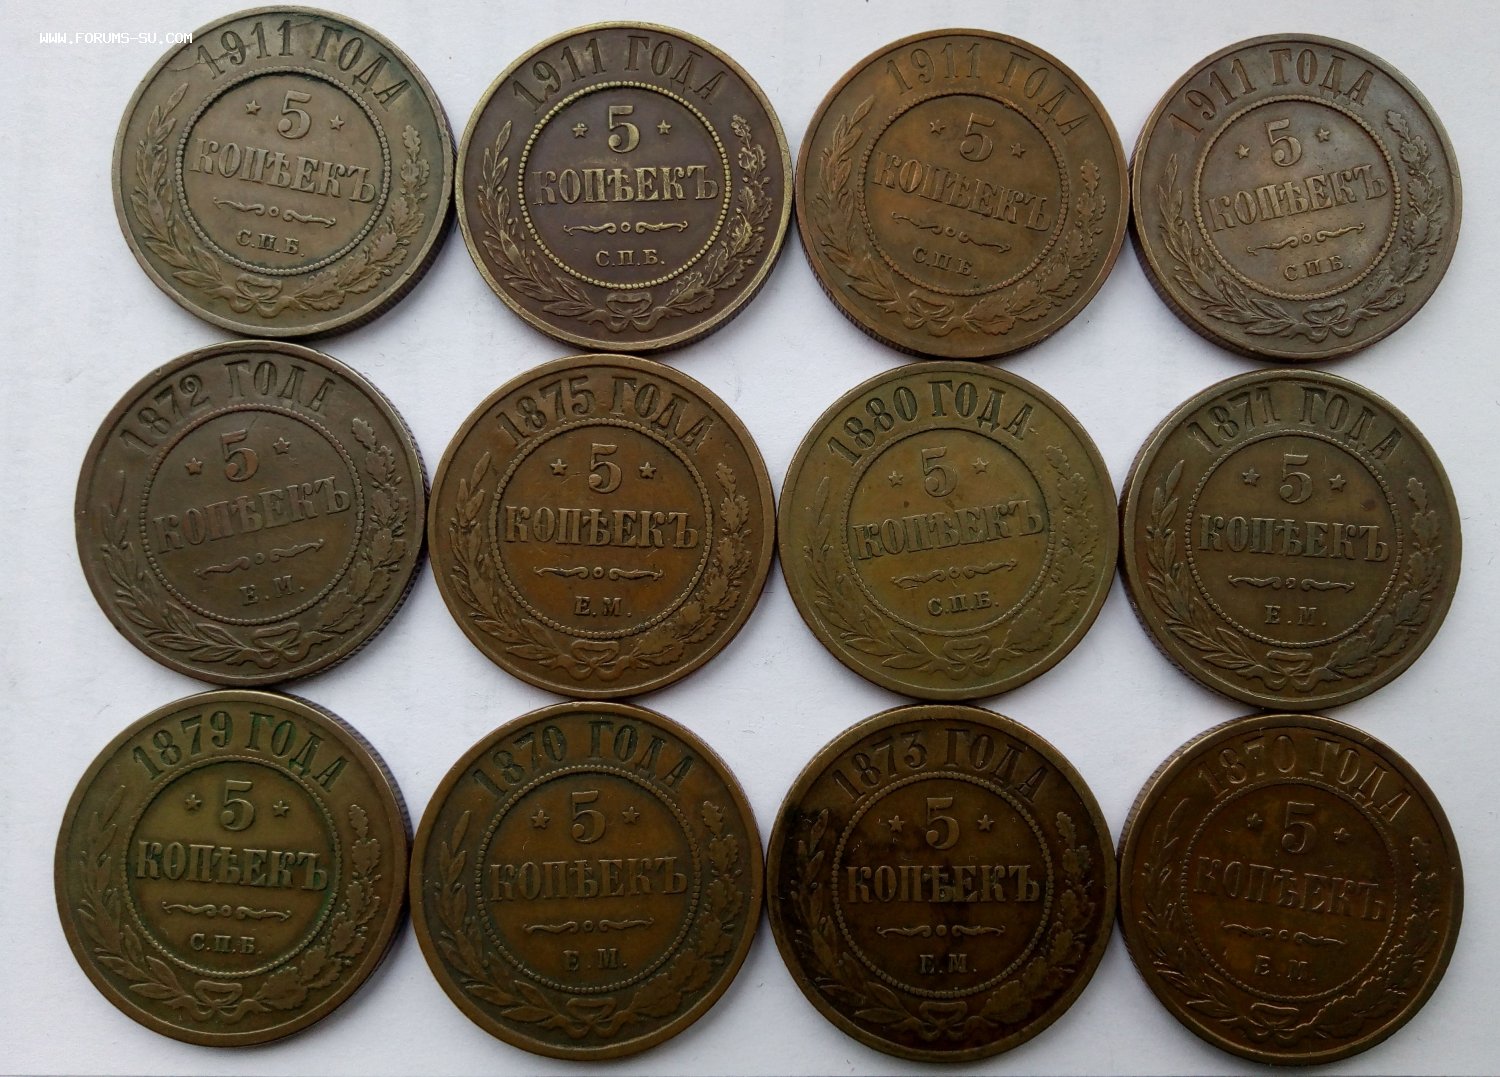 WWW.FORUMS-SU.COM
1911 ГОДА
5
КОПѢЕКЪ
С.П.Б.
1911 ГОДА
5
КОПѢЕКЪ
С.П.Б.
1911 ГОДА
5
КОПѢЕКЪ
С.П.Б.
1911 ГОДА
5
КОПѢЕКЪ
С.П.Б.
1872 ГОДА
5
КОПѢЕКЪ
Е.М.
1875 ГОДА
5
КОПѢЕКЪ
Е.М.
1880 ГОДА
5
КОПѢЕКЪ
С.П.Б.
1871 ГОДА
5
КОПѢЕКЪ
Е.М.
1879 ГОДА
5
КОПѢЕКЪ
С.П.Б.
1870 ГОДА
5
КОПѢЕКЪ
Е.М.
1873 ГОДА
5
КОПѢЕКЪ
Е.М.
1870 ГОДА
5
КОПѢЕКЪ
Е.М.